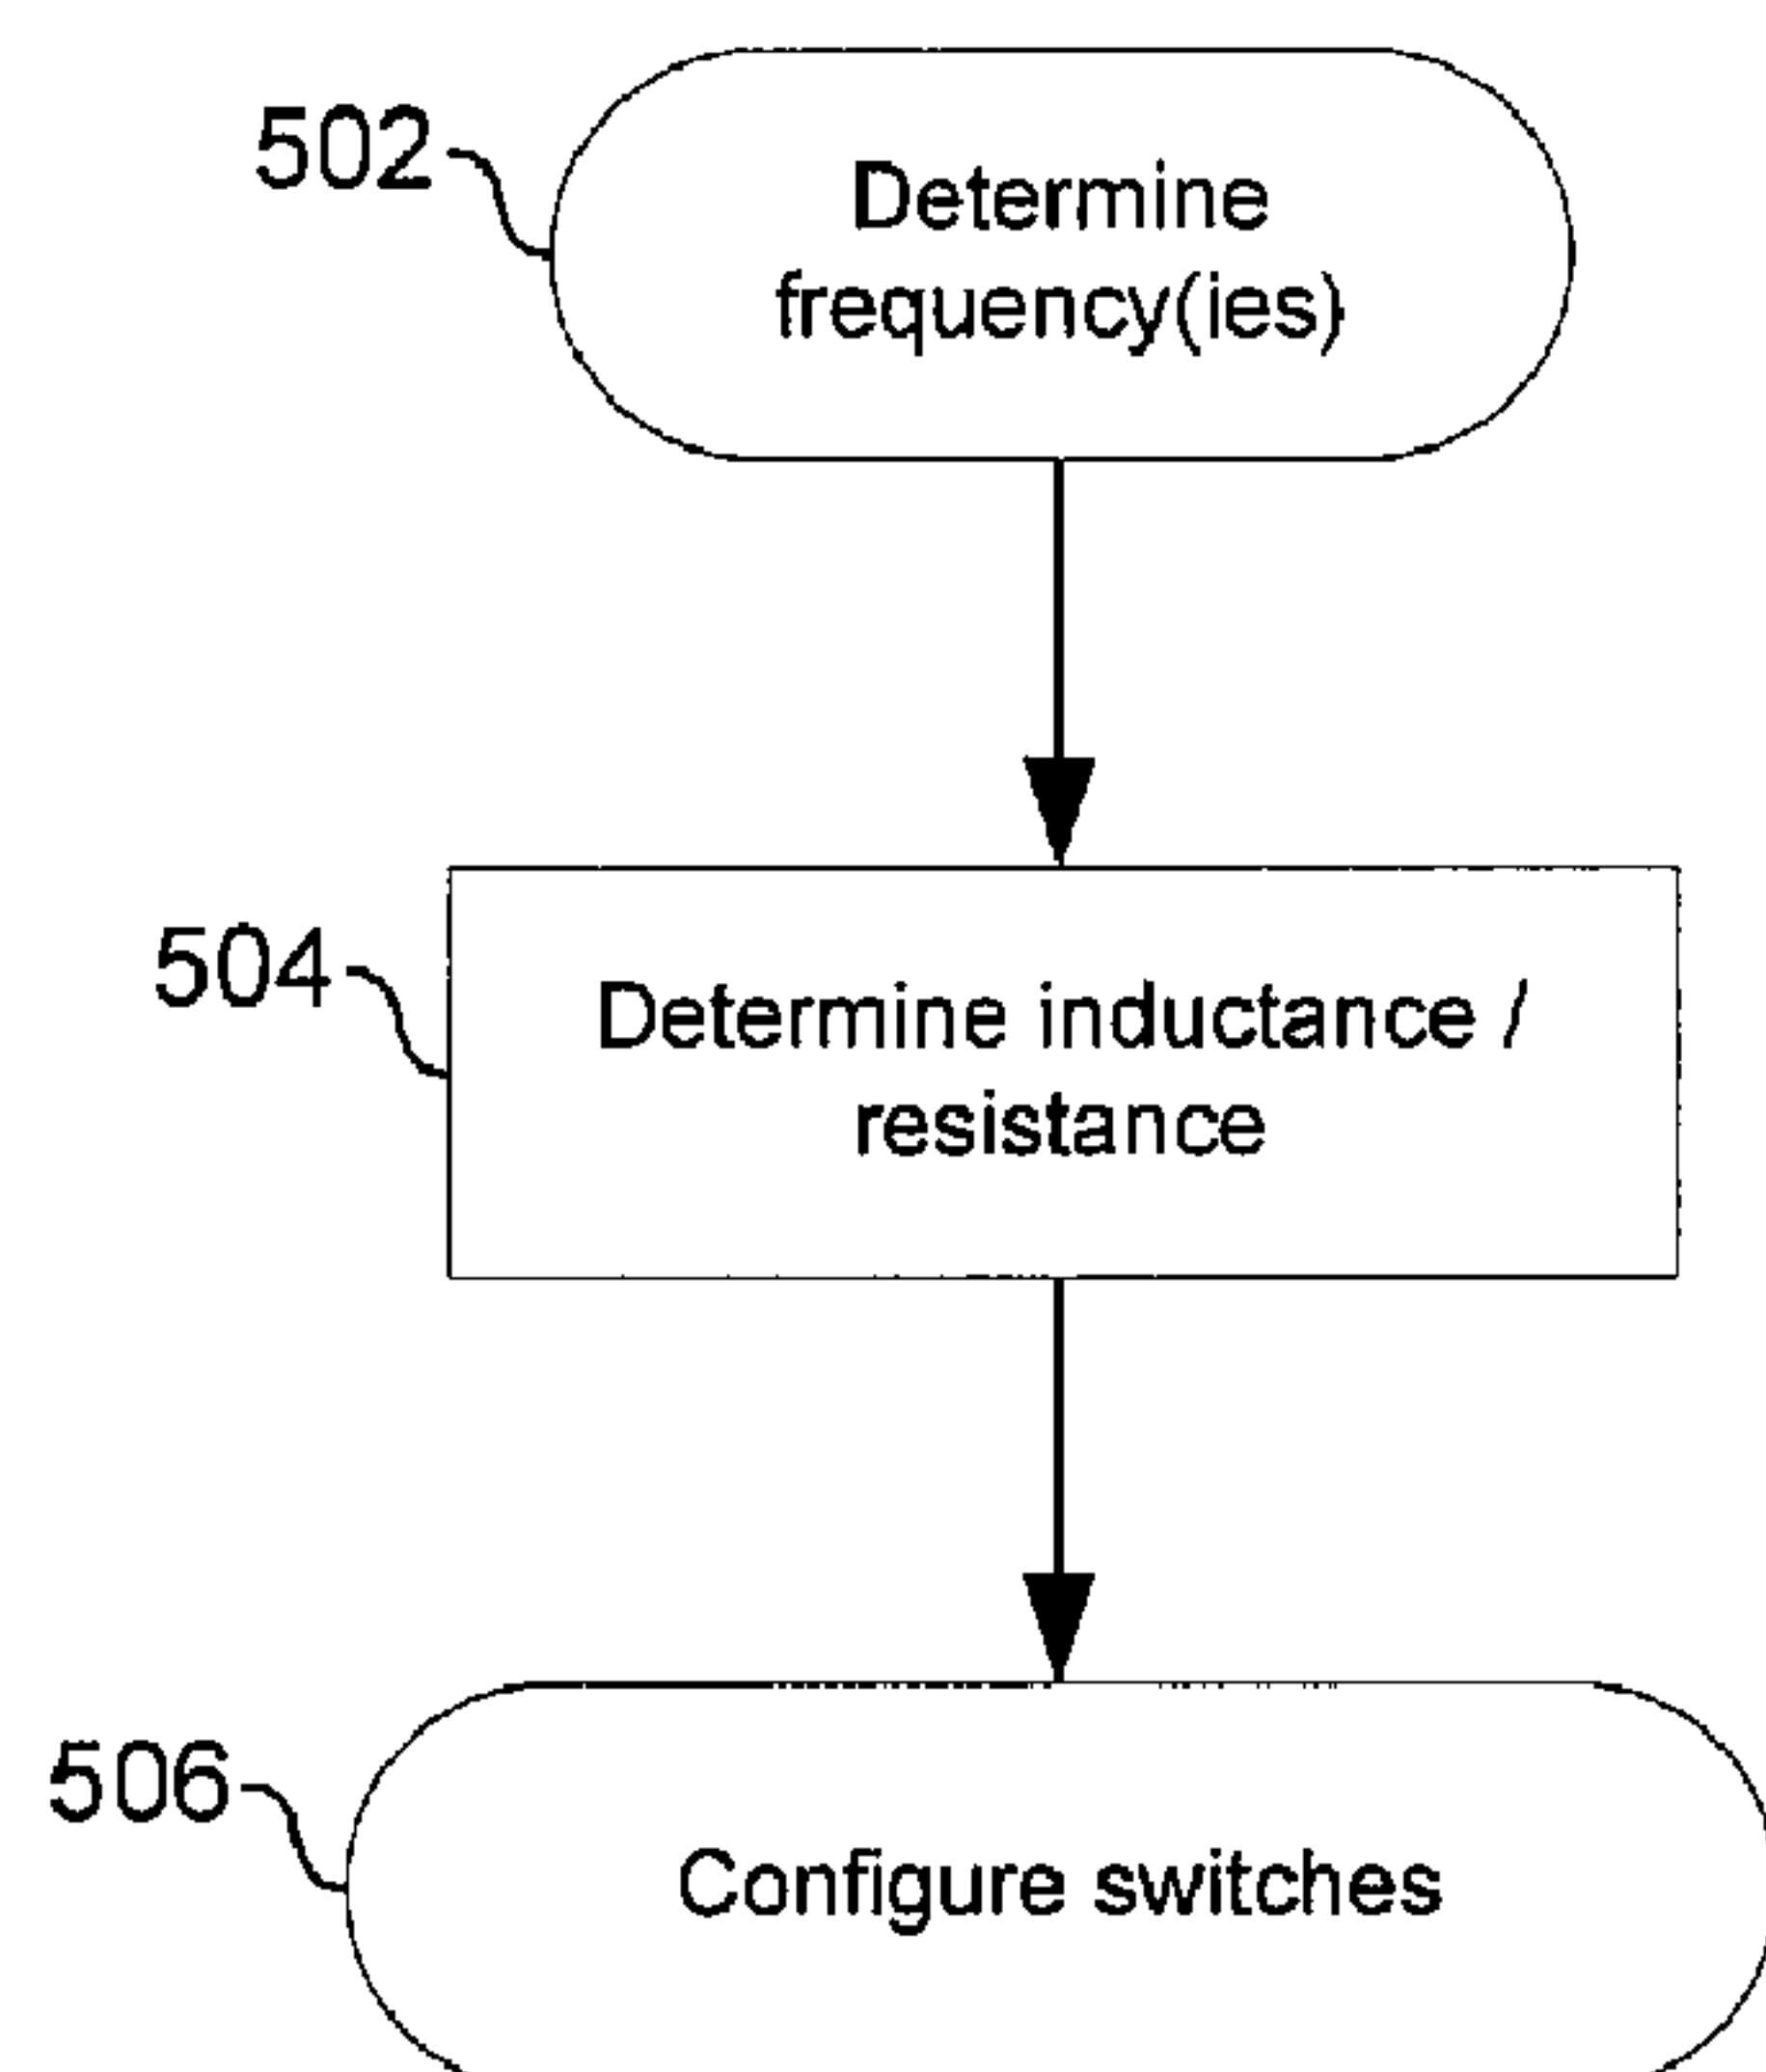 502
Determine
frequency(ies)
504
Determine inductance /
resistance
506
Configure switches